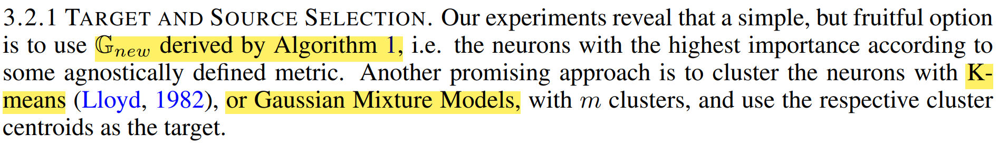 3.2.1 TARGET AND SOURCE SELECTION. Our experiments reveal that a simple, but fruitful option
is to use 𝔾new derived by Algorithm 1, i.e. the neurons with the highest importance according to
some agnostically defined metric. Another promising approach is to cluster the neurons with K-
means (Lloyd, 1982), or Gaussian Mixture Models, with m clusters, and use the respective cluster
centroids as the target.